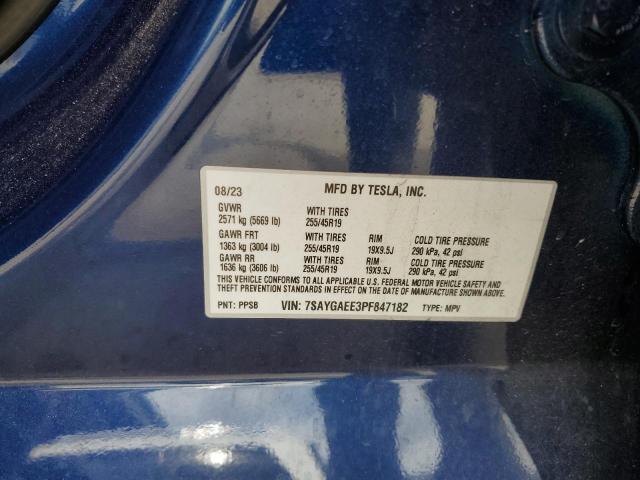 08/23 MFD BY TESLA, INC.
GVWR WITH TIRES
2571 kg (5669 lb) 255/45R19
GAWR FRT WITH TIRES RIM COLD TIRE PRESSURE
1363 kg (3004 lb) 255/45R19 19X9.5J 290 kPa, 42 psi
GAWR RR WITH TIRES RIM COLD TIRE PRESSURE
1636 kg (3606 lb) 255/45R19 19X9.5J 290 kPa, 42 psi
THIS VEHICLE CONFORMS TO ALL APPLICABLE U.S. FEDERAL MOTOR VEHICLE SAFETY AND
THEFT PREVENTION STANDARDS IN EFFECT ON THE DATE OF MANUFACTURE SHOWN ABOVE.
PNT: PPSB VIN: 7SAYGAEE3PF847182 TYPE: MPV